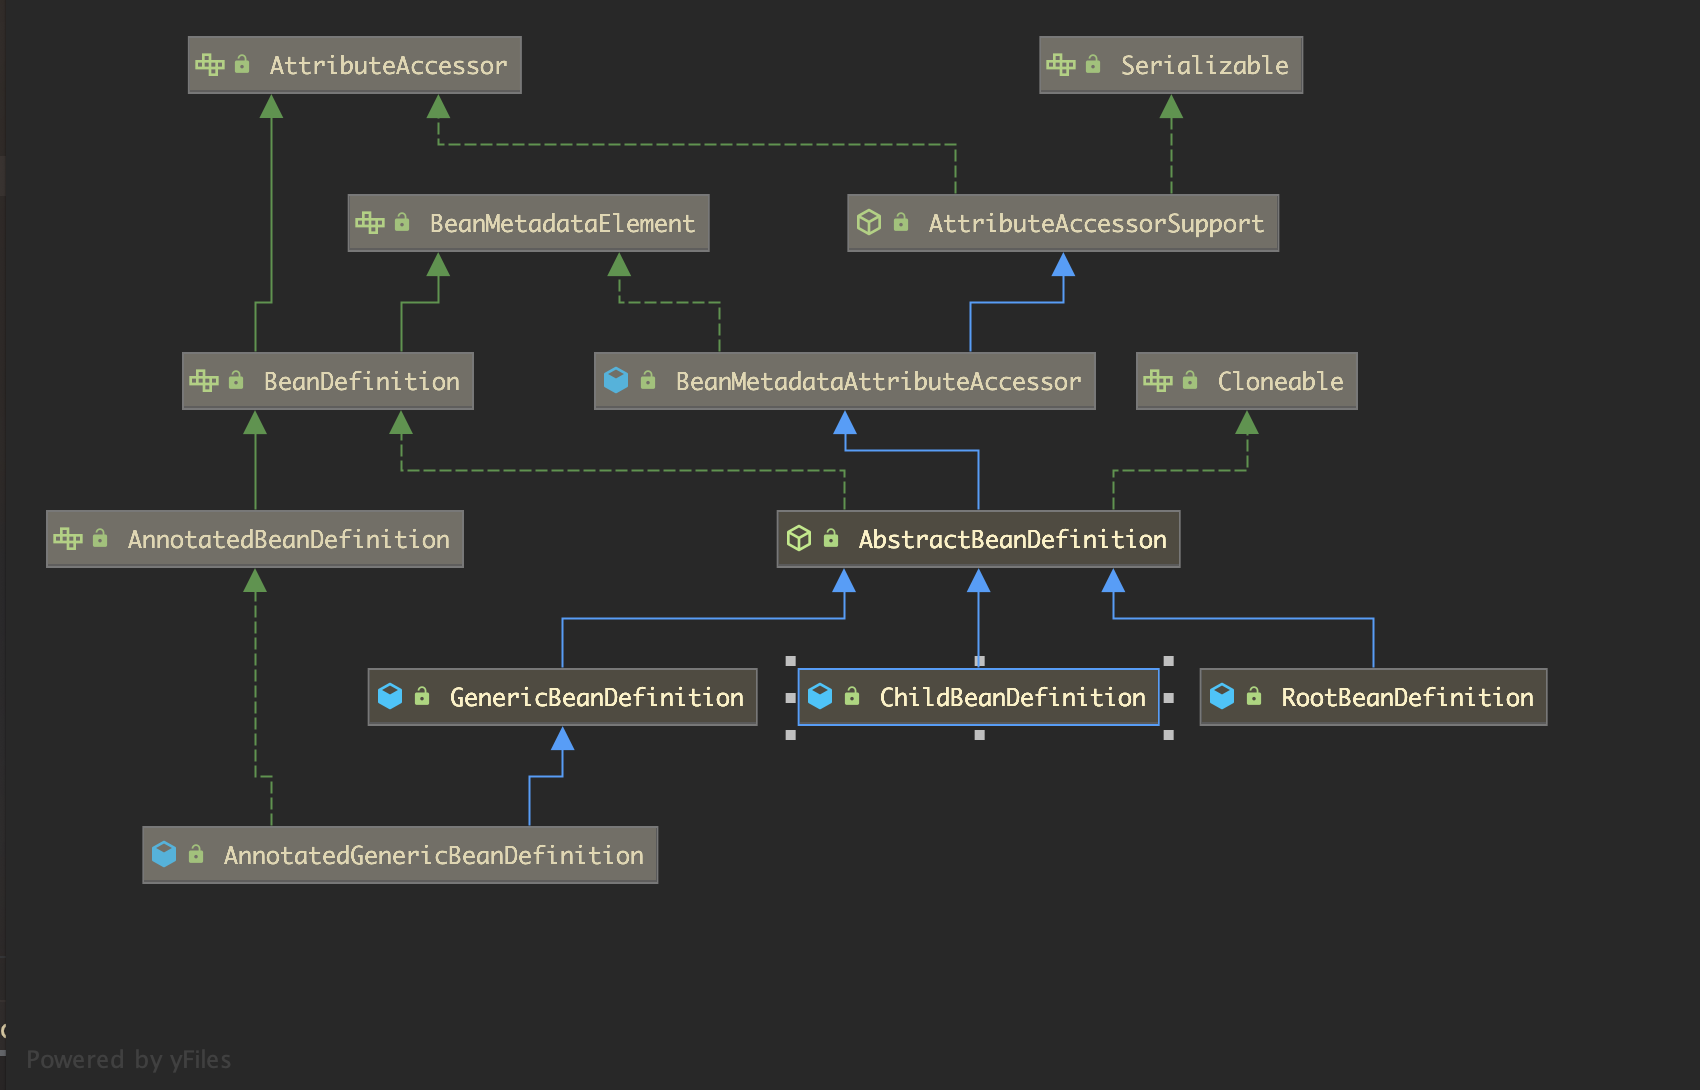 AttributeAccessor
Serializable
BeanMetadataElement
AttributeAccessorSupport
BeanDefinition
BeanMetadataAttributeAccessor
Cloneable
AnnotatedBeanDefinition
AbstractBeanDefinition
GenericBeanDefinition
ChildBeanDefinition
RootBeanDefinition
AnnotatedGenericBeanDefinition
Powered by yFiles